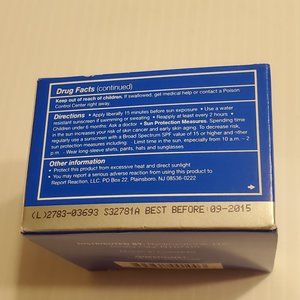 Drug Facts (continued)
Keep out of reach of children. If swallowed, get medical help or contact a Poison
Control Center right away.
Directions • Apply liberally 15 minutes before sun exposure • Use a water
resistant sunscreen if swimming or sweating • Reapply at least every 2 hours •
Children under 6 months: Ask a doctor • Sun Protection Measures. Spending time
in the sun increases your risk of skin cancer and early skin aging. To decrease this risk,
regularly use a sunscreen with a Broad Spectrum SPF value of 15 or higher and other
sun protection measures including: - Limit time in the sun, especially from 10 a.m. – 2
p.m. - Wear long-sleeve shirts, pants, hats, and sunglasses
Other information
• Protect this product from excessive heat and direct sunlight
• You may report a serious adverse reaction from using this product to
Report Reaction, LLC, PO Box 22, Plainsboro, NJ 08536-0222
(L)2783-03693 S32781A BEST BEFORE:09-2015